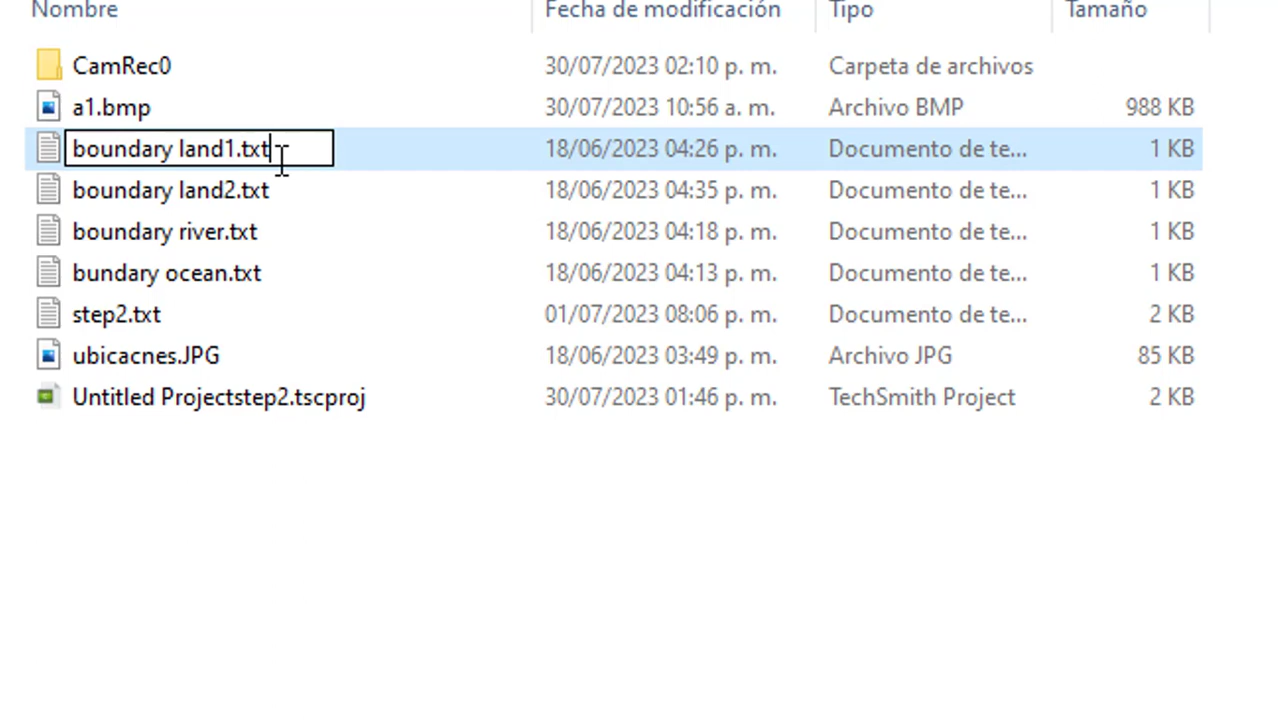 Nombre Fecha de modificación Tipo Tamaño
CamRec0 30/07/2023 02:10 p. m. Carpeta de archivos
a1.bmp 30/07/2023 10:56 a. m. Archivo BMP 988 KB
boundary land1.txt 18/06/2023 04:26 p. m. Documento de te... 1 KB
boundary land2.txt 18/06/2023 04:35 p. m. Documento de te... 1 KB
boundary river.txt 18/06/2023 04:18 p. m. Documento de te... 1 KB
bundary ocean.txt 18/06/2023 04:13 p. m. Documento de te... 1 KB
step2.txt 01/07/2023 08:06 p. m. Documento de te... 2 KB
ubicacnes.JPG 18/06/2023 03:49 p. m. Archivo JPG 85 KB
Untitled Projectstep2.tscproj 30/07/2023 01:46 p. m. TechSmith Project 2 KB